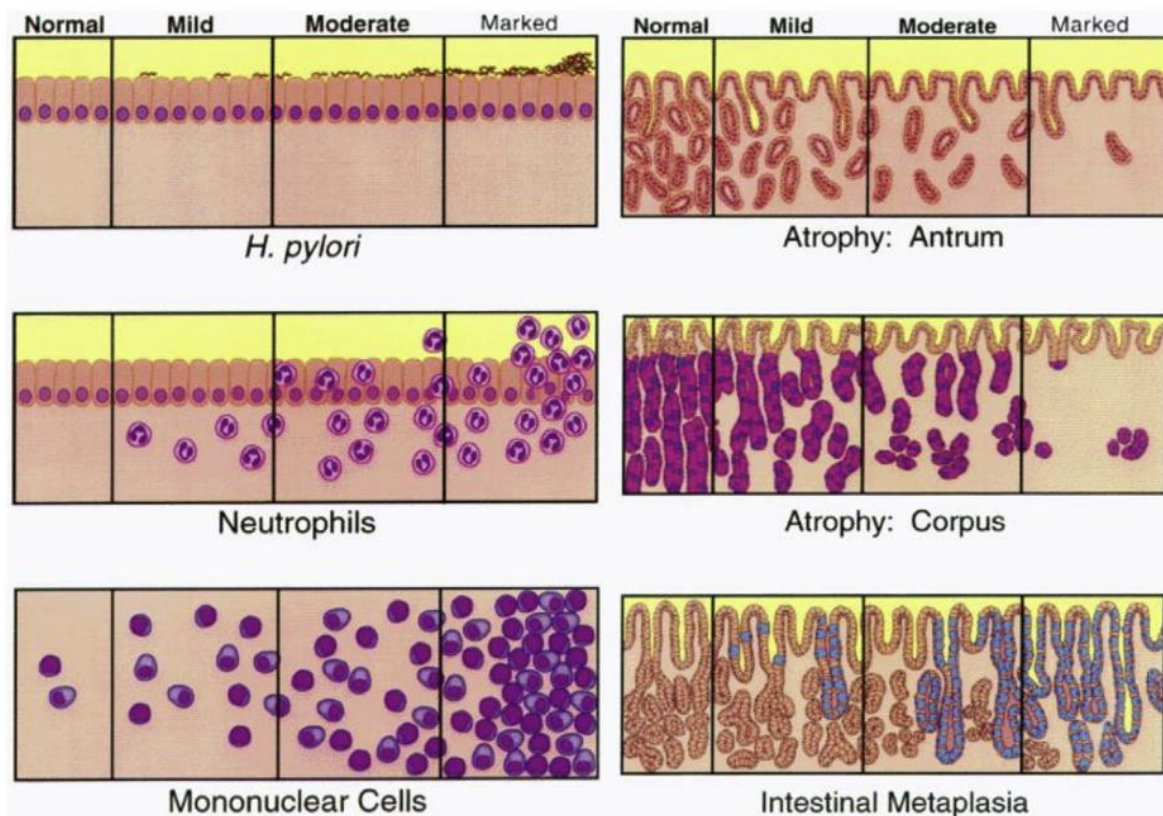 Normal Mild Moderate Marked
H. pylori
Neutrophils
Mononuclear Cells
Normal Mild Moderate Marked
Atrophy: Antrum
Atrophy: Corpus
Intestinal Metaplasia